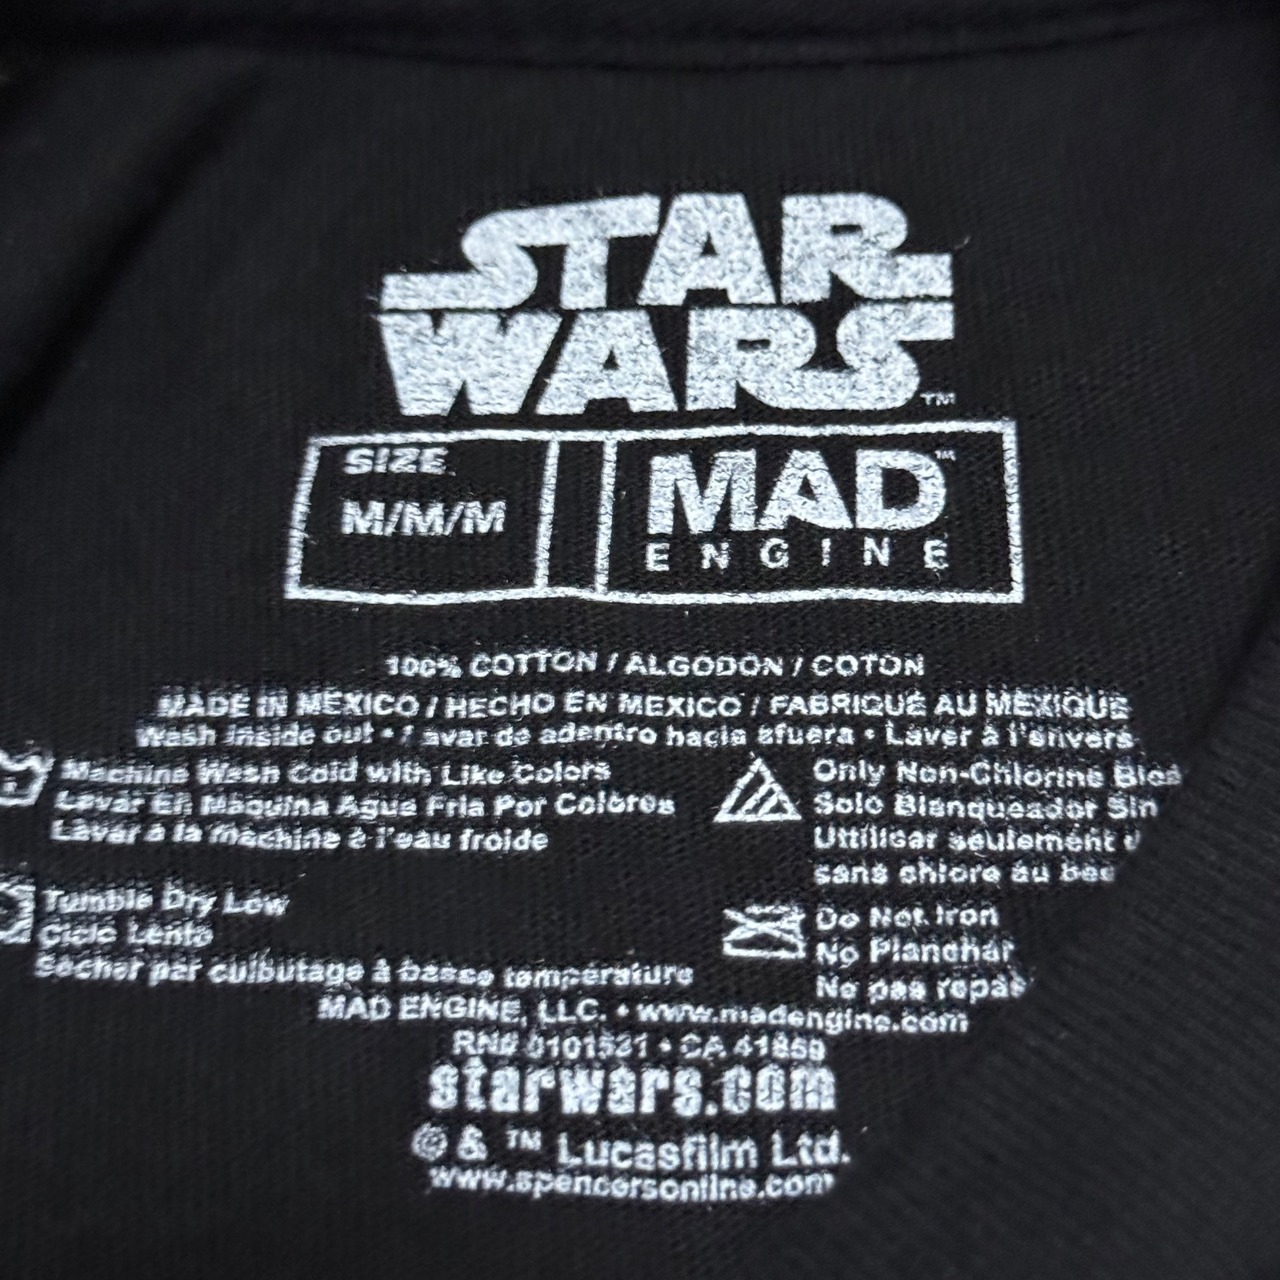 STAR
WARS™
SIZE
M/M/M
MAD™
ENGINE
100% COTTON / ALGODON / COTON
MADE IN MEXICO / HECHO EN MEXICO / FABRIQUÉ AU MEXIQUE
Wash inside out • Lavar de adentro hacia afuera • Laver à l'envers
Machine Wash Cold with Like Colors
Lavar En Máquina Agua Fria Por Colores
Laver à la machine à l'eau froide
Only Non-Chlorine
Solo Blanqueador Sin
Utilisar seulement
sans chlore au
Tumble Dry Low
Ciclo Lento
Sécher par culbutage à basse température
Do Not Iron
No Planchar
Ne pas
MAD ENGINE, LLC. • www.madengine.com
RN# 0101531 • CA 41859
starwars.com
© & ™ Lucasfilm Ltd.
www.spencersonline.com